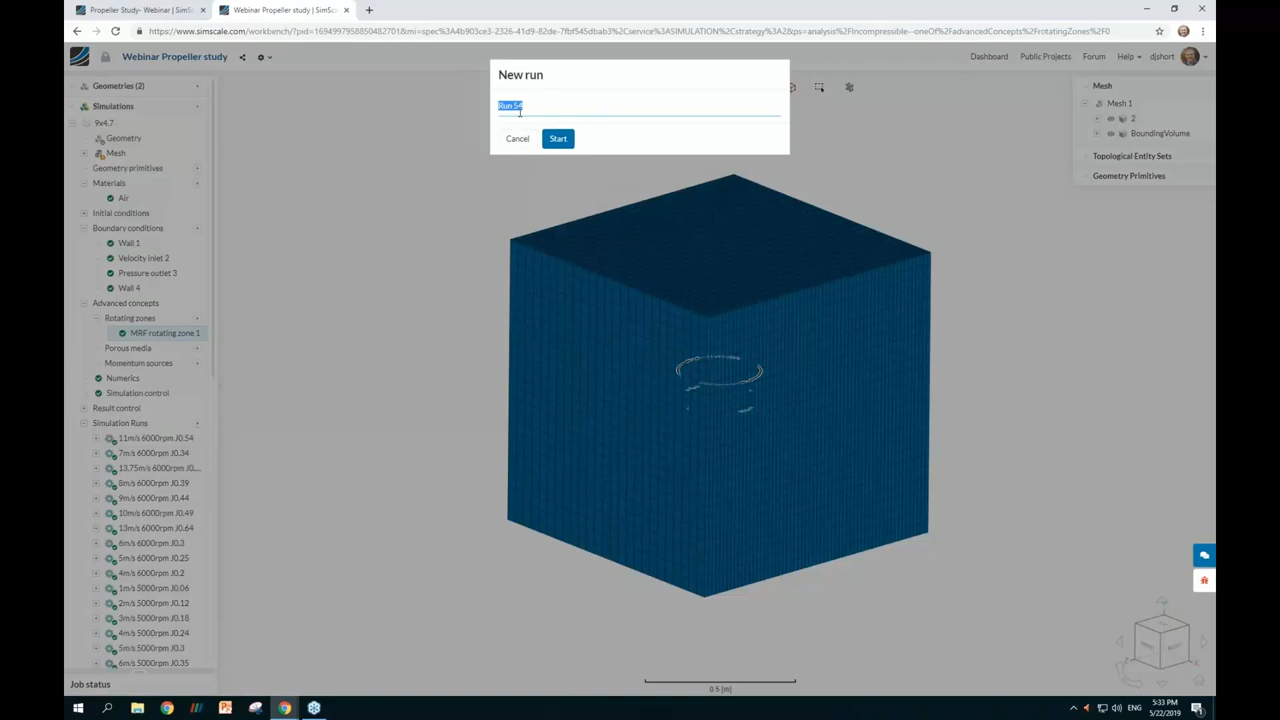 Propeller Study- Webinar | SimSc
Webinar Propeller study | SimSc
https://www.simscale.com/workbench/?pid=1694997958850482701&mi=spec%3A4b903ce3-2326-41d9-82de-7fbf545dbab3%2Cservice%3ASIMULATION%2Cstrategy%3A2&ps=analysis%2FIncompressible--oneOf%2FadvancedConcepts%2FrotatingZones%2F0
Webinar Propeller study
Dashboard
Public Projects
Forum
Help
djshort
Geometries (2)
Simulations
9x4.7
Geometry
Mesh
Geometry primitives
Materials
Air
Initial conditions
Boundary conditions
Wall 1
Velocity inlet 2
Pressure outlet 3
Wall 4
Advanced concepts
Rotating zones
MRF rotating zone 1
Porous media
Momentum sources
Numerics
Simulation control
Result control
Simulation Runs
11m/s 6000rpm J0.54
7m/s 6000rpm J0.34
13,75m/s 6000rpm J0....
8m/s 6000rpm J0.39
9m/s 6000rpm J0.44
10m/s 6000rpm J0.49
13m/s 6000rpm J0.64
6m/s 6000rpm J0.3
5m/s 6000rpm J0.25
4m/s 6000rpm J0.2
1m/s 5000rpm J0.06
2m/s 5000rpm J0.12
3m/s 5000rpm J0.18
4m/s 5000rpm J0.24
5m/s 5000rpm J0.3
6m/s 5000rpm J0.35
Job status
New run
Run 54
Cancel
Start
Mesh
Mesh 1
2
BoundingVolume
Topological Entity Sets
Geometry Primitives
0.5 [m]
ENG
5:33 PM
5/22/2019